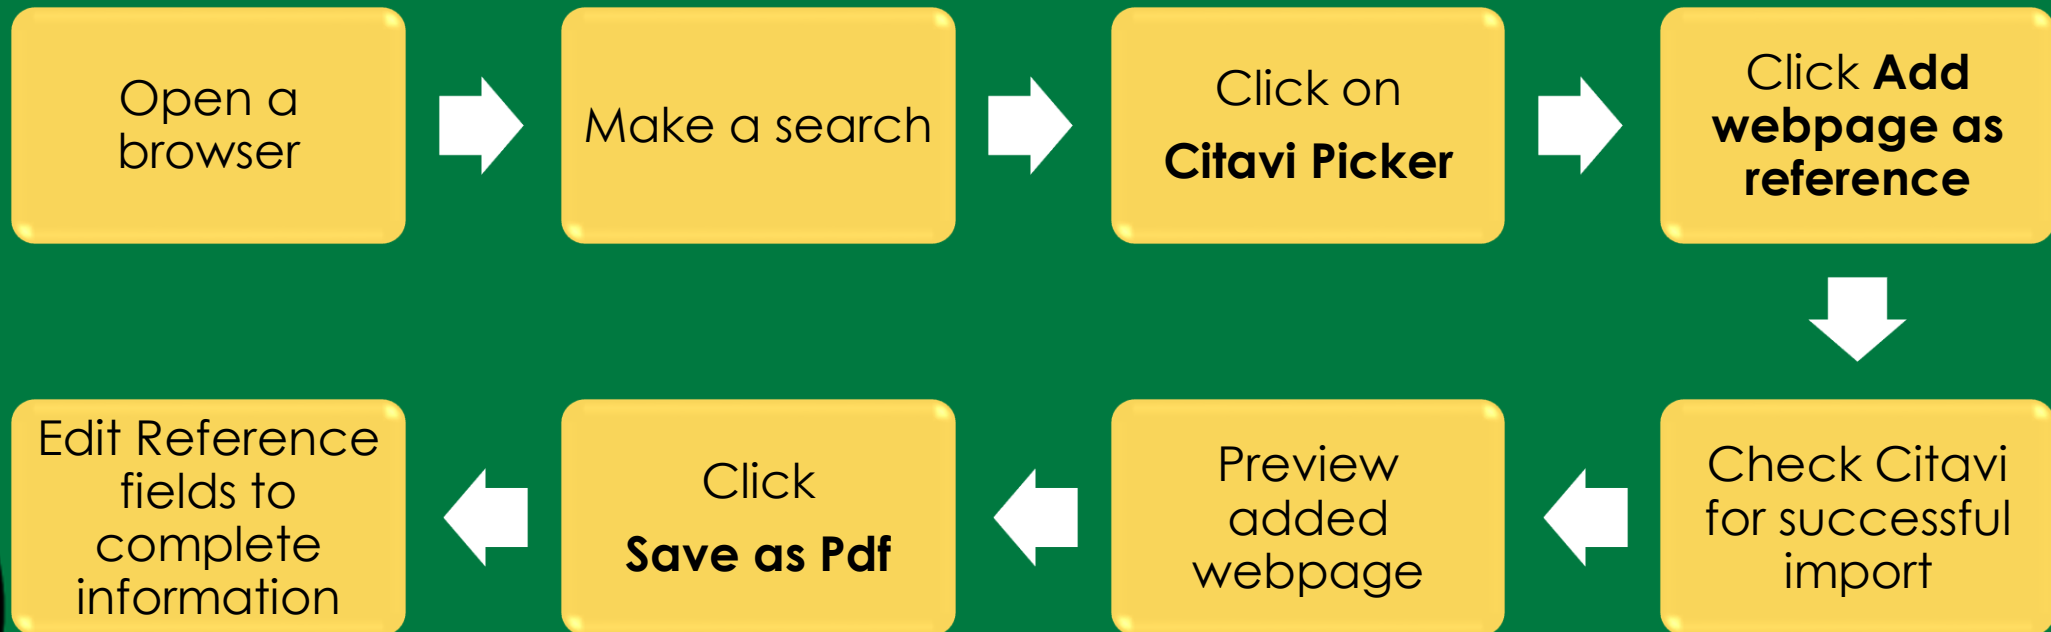 Open a
browser
Make a search
Click on
Citavi Picker
Click Add
webpage as
reference
Check Citavi
for successful
import
Preview
added
webpage
Click
Save as Pdf
Edit Reference
fields to
complete
information